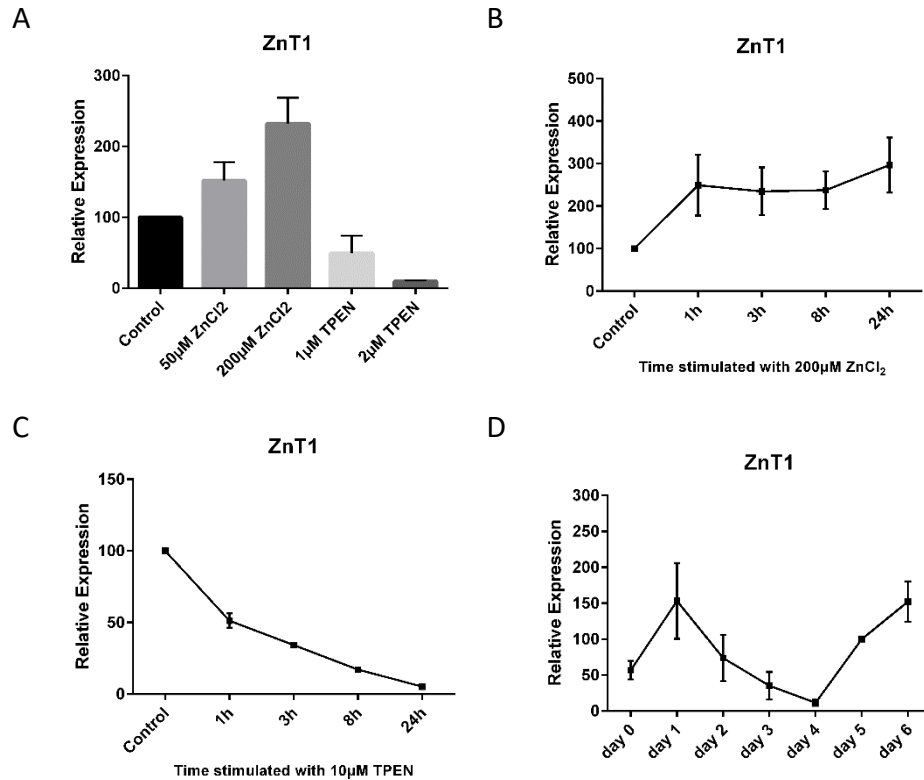 A
ZnT1
Relative Expression
300
200
100
0
Control
50µM ZnCl2
200µM ZnCl2
1µM TPEN
2µM TPEN
B
ZnT1
Relative Expression
500
400
300
200
100
0
Control
1h
3h
8h
24h
Time stimulated with 200µM ZnCl₂
C
ZnT1
Relative Expression
150
100
50
0
Control
1h
3h
8h
24h
Time stimulated with 10µM TPEN
D
ZnT1
Relative Expression
300
250
200
150
100
50
0
day 0
day 1
day 2
day 3
day 4
day 5
day 6